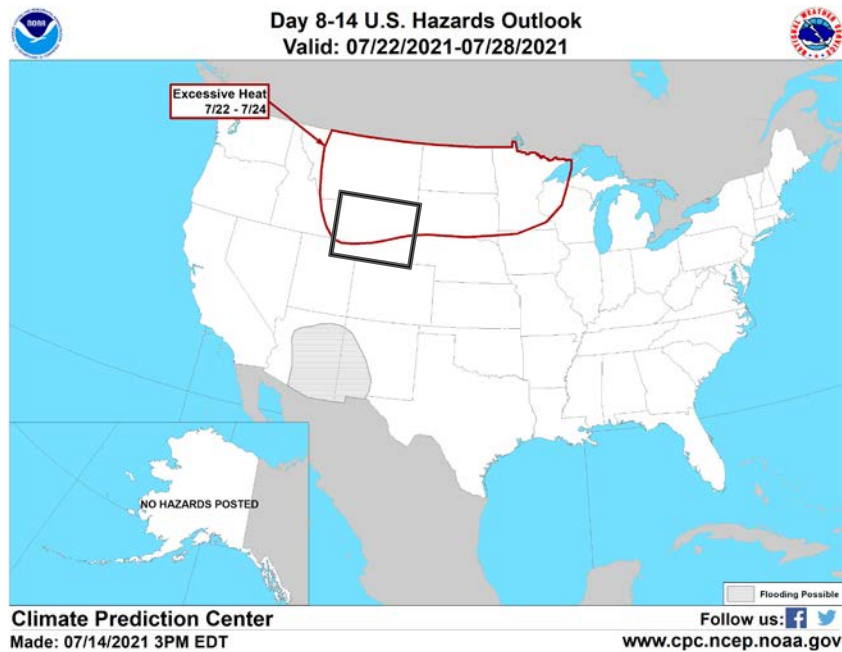 Day 8-14 U.S. Hazards Outlook
Valid: 07/22/2021-07/28/2021
NOAA
Excessive Heat
7/22 - 7/24
NO HAZARDS POSTED
Flooding Possible
Climate Prediction Center
Made: 07/14/2021 3PM EDT
Follow us:
www.cpc.ncep.noaa.gov